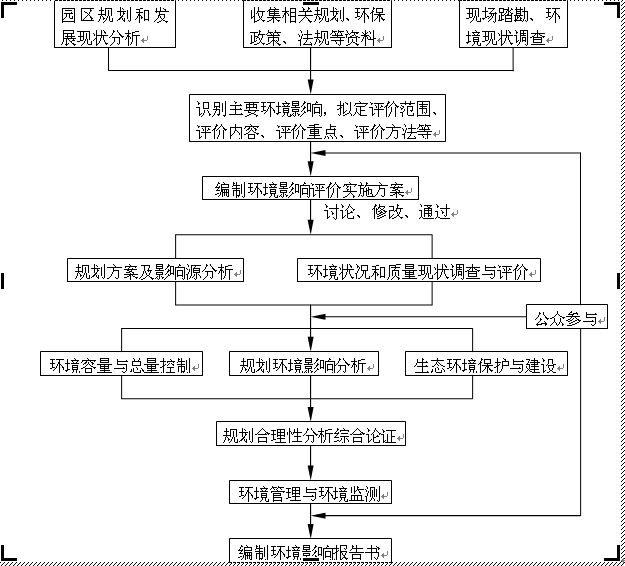 园区规划和发
展现状分析
收集相关规划、环保
政策、法规等资料
现场踏勘、环
境现状调查
识别主要环境影响，拟定评价范围、
评价内容、评价重点、评价方法等
编制环境影响评价实施方案
讨论、修改、通过
规划方案及影响源分析
环境状况和质量现状调查与评价
公众参与
环境容量与总量控制
规划环境影响分析
生态环境保护与建设
规划合理性分析综合论证
环境管理与环境监测
编制环境影响报告书